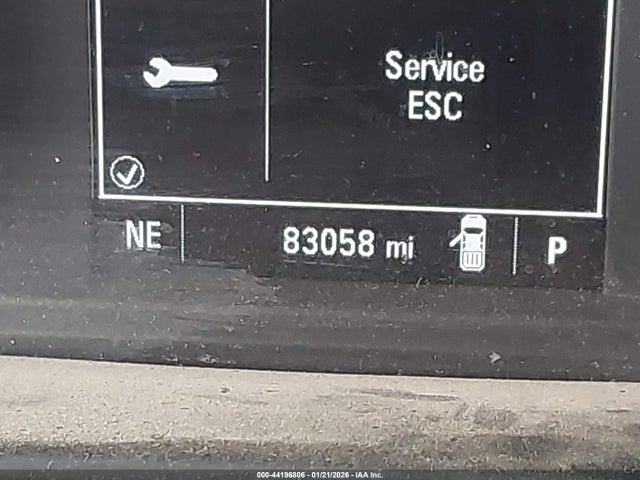 Service
ESC
NE
83058 mi
P
000-44196806 - 01/21/2026 - IAA Inc.